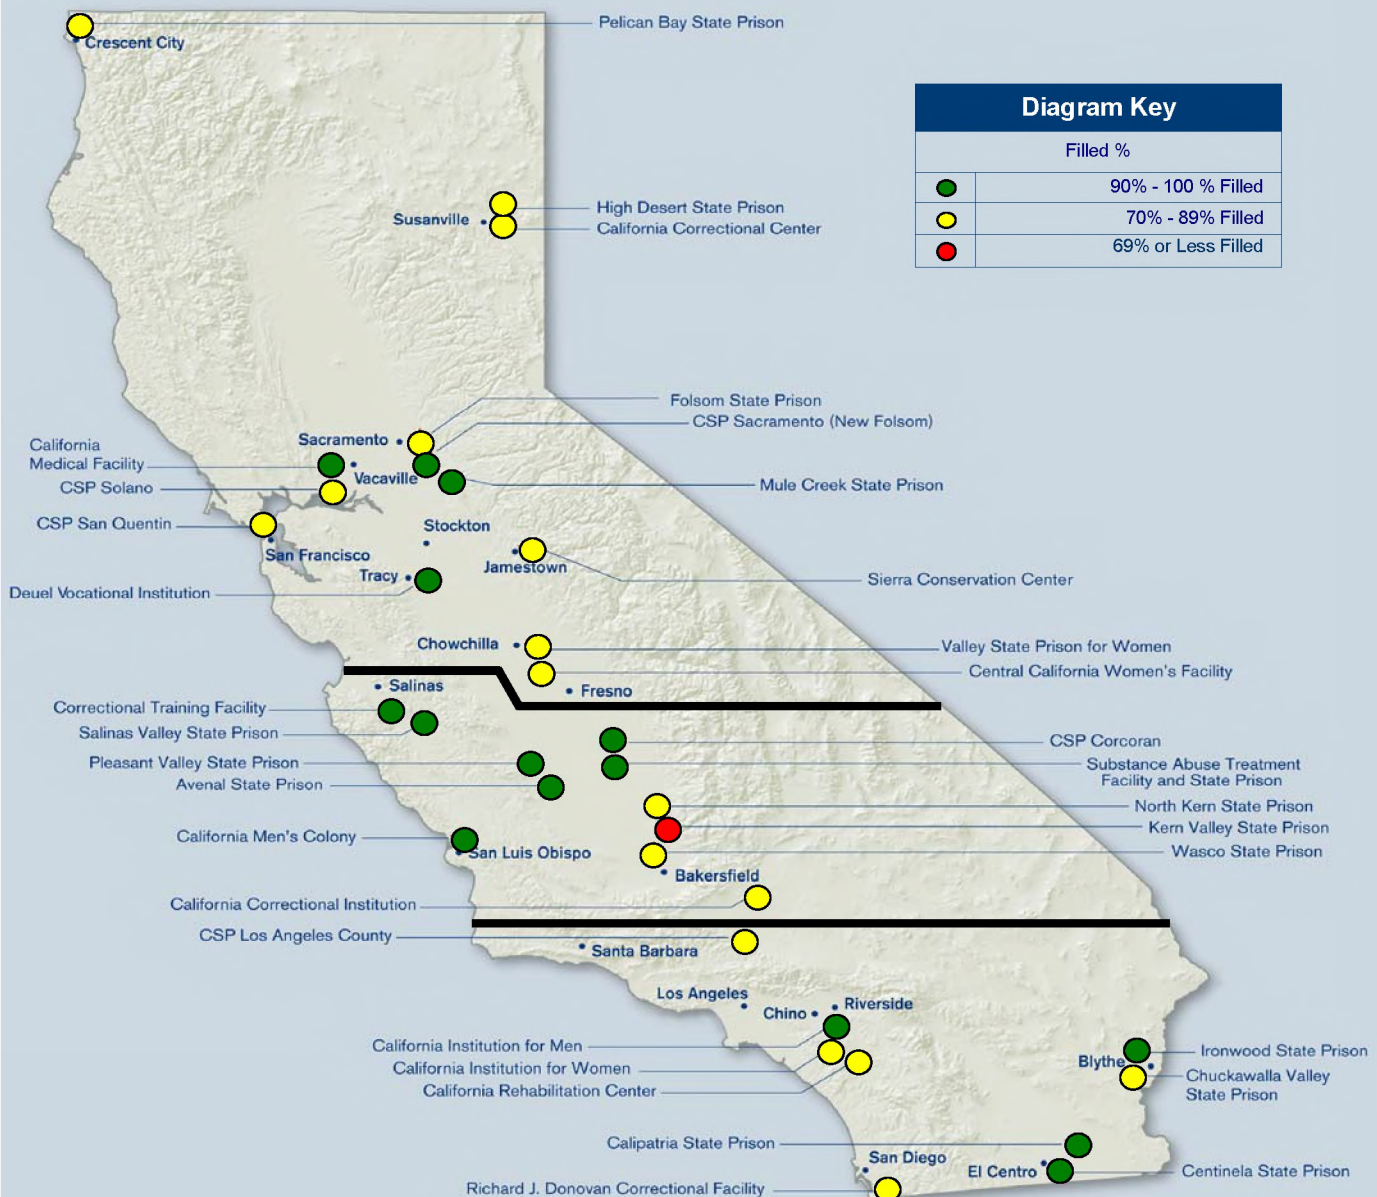 Pelican Bay State Prison
Crescent City
Diagram Key
Filled %
90% - 100 % Filled
70% - 89% Filled
69% or Less Filled
High Desert State Prison
Susanville
California Correctional Center
Folsom State Prison
CSP Sacramento (New Folsom)
Sacramento
California
Medical Facility
Vacaville
CSP Solano
Mule Creek State Prison
CSP San Quentin
Stockton
San Francisco
Jamestown
Tracy
Sierra Conservation Center
Deuel Vocational Institution
Chowchilla
Valley State Prison for Women
Central California Women's Facility
Salinas
Fresno
Correctional Training Facility
Salinas Valley State Prison
CSP Corcoran
Pleasant Valley State Prison
Substance Abuse Treatment
Facility and State Prison
Avenal State Prison
North Kern State Prison
Kern Valley State Prison
California Men's Colony
San Luis Obispo
Wasco State Prison
Bakersfield
California Correctional Institution
CSP Los Angeles County
Santa Barbara
Los Angeles
Riverside
Chino
California Institution for Men
Ironwood State Prison
Blythe
California Institution for Women
Chuckawalla Valley
State Prison
California Rehabilitation Center
Calipatria State Prison
San Diego
El Centro
Centinela State Prison
Richard J. Donovan Correctional Facility